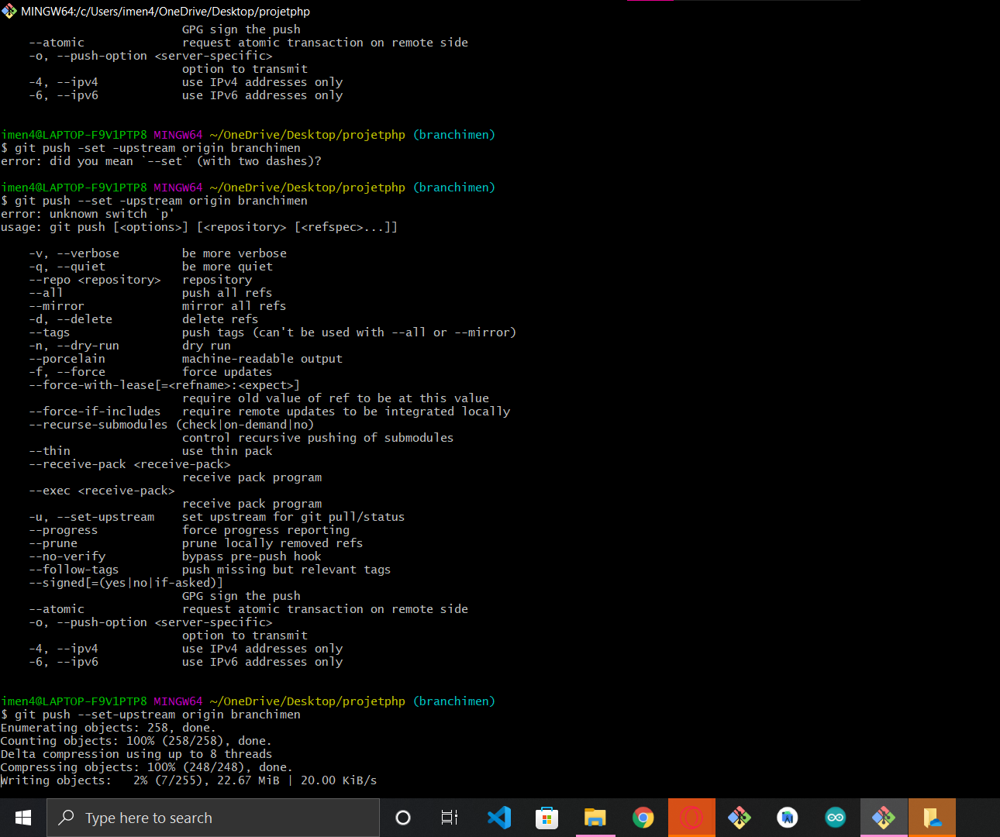 MINGW64:/c/Users/imen4/OneDrive/Desktop/projetphp
GPG sign the push
--atomic request atomic transaction on remote side
-o, --push-option <server-specific>
option to transmit
-4, --ipv4 use IPv4 addresses only
-6, --ipv6 use IPv6 addresses only
imen4@LAPTOP-F9V1PTP8 MINGW64 ~/OneDrive/Desktop/projetphp (branchimen)
$ git push -set -upstream origin branchimen
error: did you mean `--set` (with two dashes)?
imen4@LAPTOP-F9V1PTP8 MINGW64 ~/OneDrive/Desktop/projetphp (branchimen)
$ git push --set -upstream origin branchimen
error: unknown switch `p'
usage: git push [<options>] [<repository> [<refspec>...]]
-v, --verbose be more verbose
-q, --quiet be more quiet
--repo <repository> repository
--all push all refs
--mirror mirror all refs
-d, --delete delete refs
--tags push tags (can't be used with --all or --mirror)
-n, --dry-run dry run
--porcelain machine-readable output
-f, --force force updates
--force-with-lease[=<refname>:<expect>]
require old value of ref to be at this value
--force-if-includes require remote updates to be integrated locally
--recurse-submodules (check|on-demand|no)
control recursive pushing of submodules
--thin use thin pack
--receive-pack <receive-pack>
receive pack program
--exec <receive-pack>
receive pack program
-u, --set-upstream set upstream for git pull/status
--progress force progress reporting
--prune prune locally removed refs
--no-verify bypass pre-push hook
--follow-tags push missing but relevant tags
--signed[=(yes|no|if-asked)]
GPG sign the push
--atomic request atomic transaction on remote side
-o, --push-option <server-specific>
option to transmit
-4, --ipv4 use IPv4 addresses only
-6, --ipv6 use IPv6 addresses only
imen4@LAPTOP-F9V1PTP8 MINGW64 ~/OneDrive/Desktop/projetphp (branchimen)
$ git push --set-upstream origin branchimen
Enumerating objects: 258, done.
Counting objects: 100% (258/258), done.
Delta compression using up to 8 threads
Compressing objects: 100% (248/248), done.
Writing objects: 2% (7/255), 22.67 MiB | 20.00 KiB/s
Type here to search